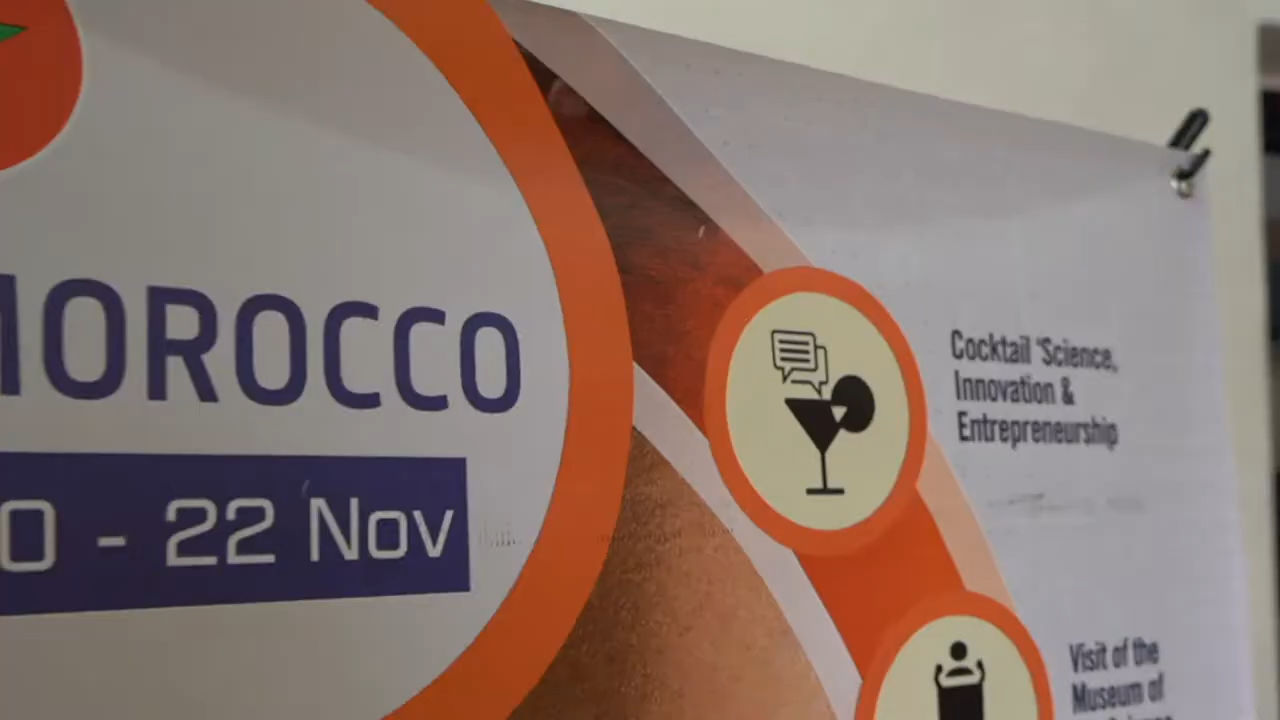 MOROCCO
0 - 22 Nov
Cocktail 'Science,
Innovation &
Entrepreneurship
Visit of the
Museum of